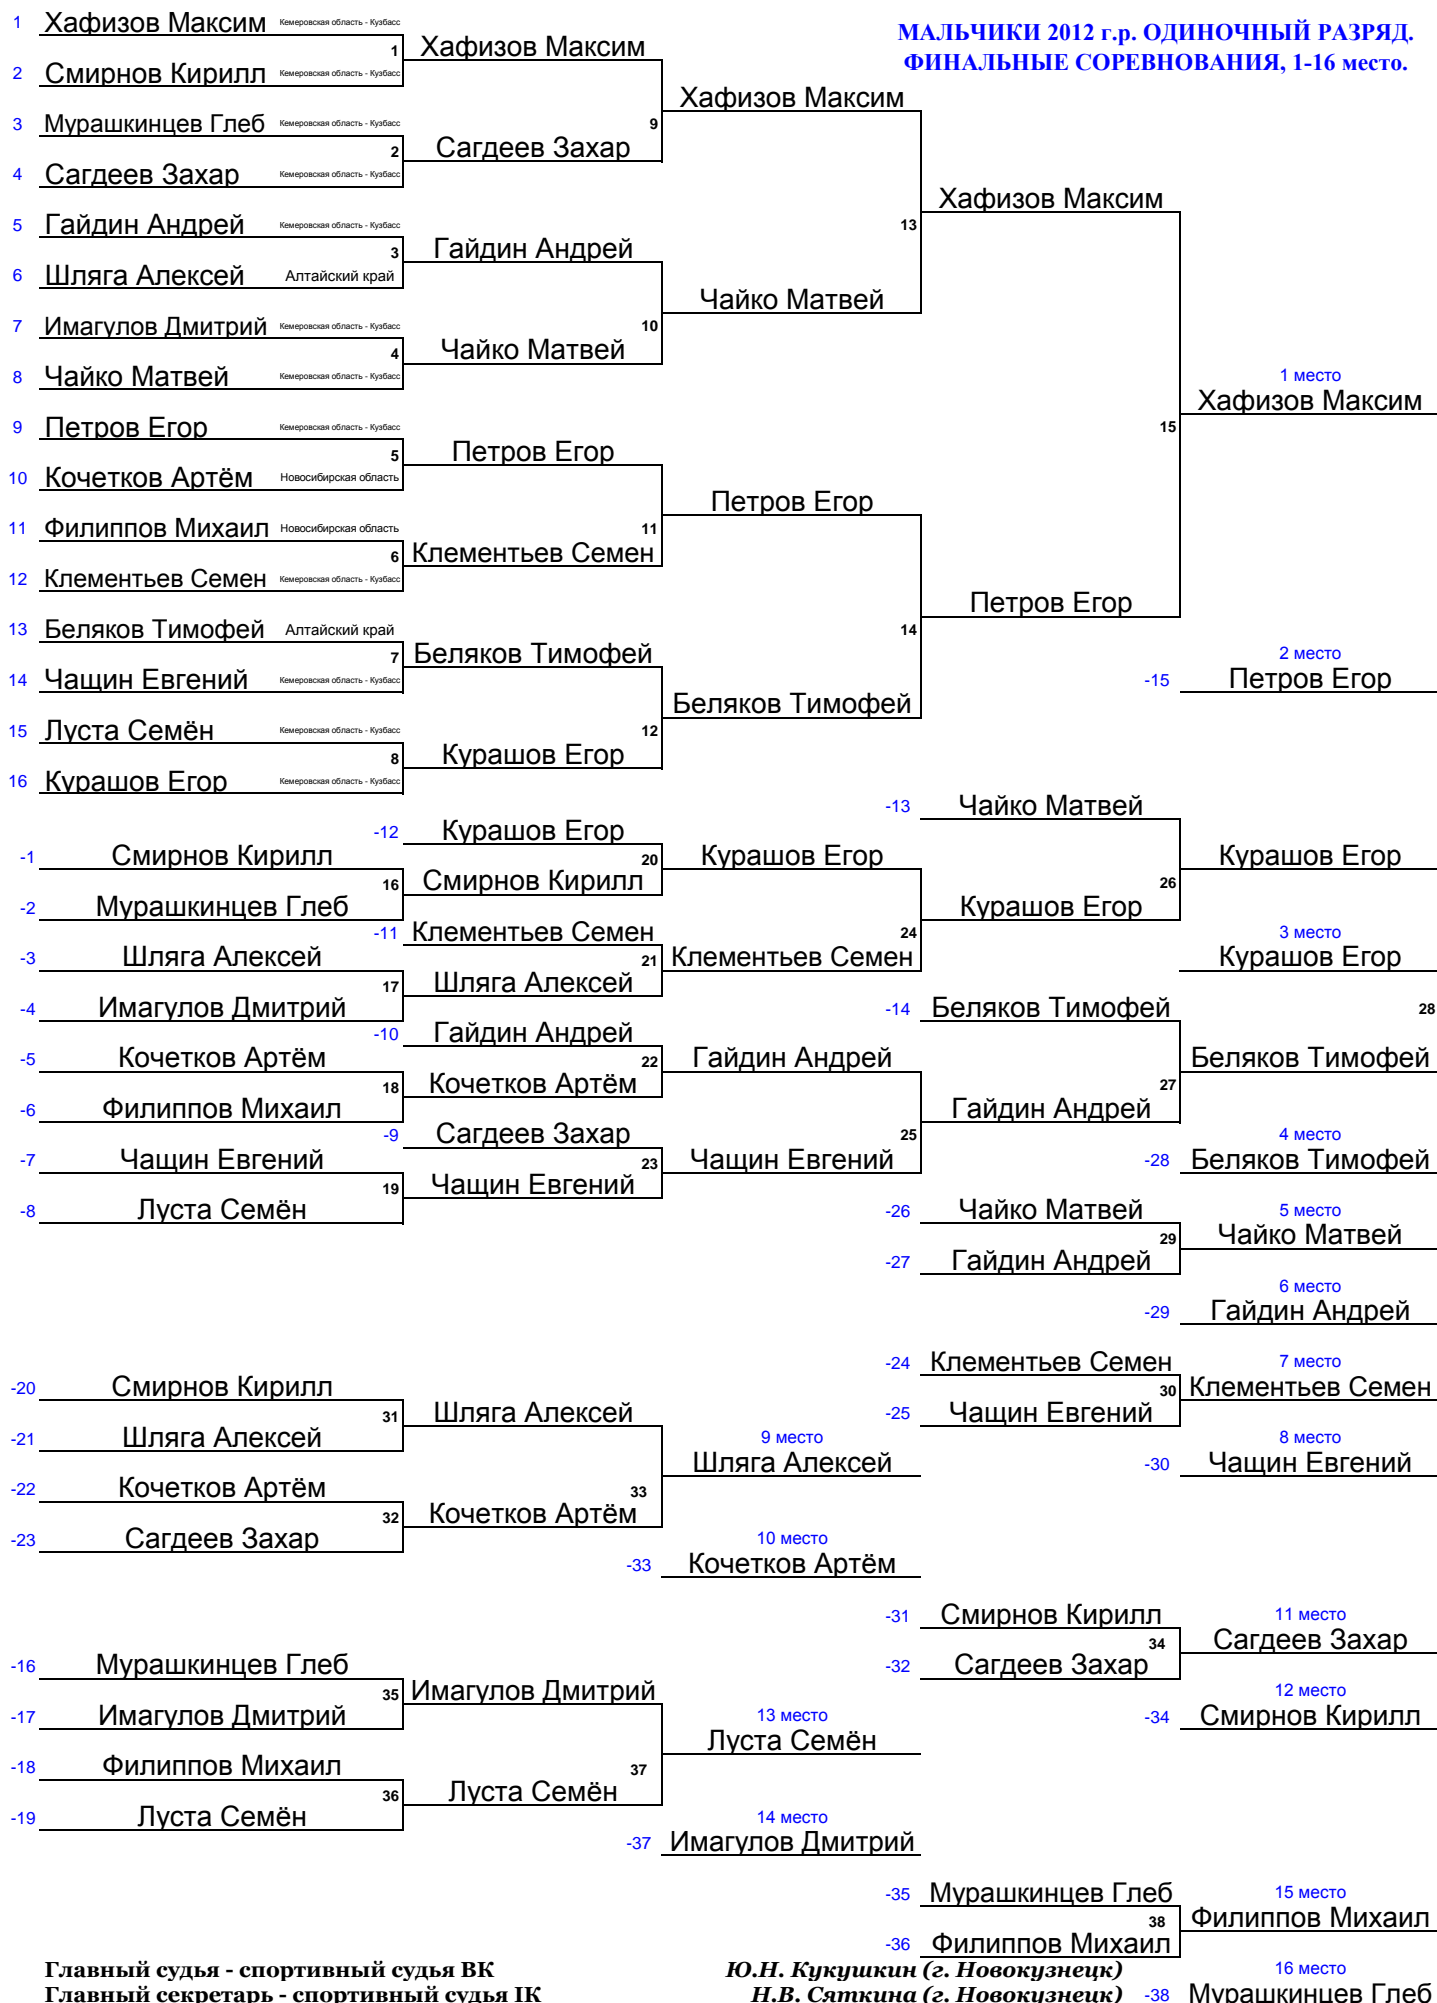 МАЛЬЧИКИ 2012 г.р. ОДИНОЧНЫЙ РАЗРЯД.
ФИНАЛЬНЫЕ СОРЕВНОВАНИЯ, 1-16 место.
1 Хафизов Максим Кемеровская область - Кузбасс
1 Хафизов Максим
2 Смирнов Кирилл Кемеровская область - Кузбасс
Хафизов Максим
3 Мурашкинцев Глеб Кемеровская область - Кузбасс
9
2 Сагдеев Захар
4 Сагдеев Захар Кемеровская область - Кузбасс
Хафизов Максим
5 Гайдин Андрей Кемеровская область - Кузбасс
13
3 Гайдин Андрей
6 Шляга Алексей Алтайский край
Чайко Матвей
7 Имагулов Дмитрий Кемеровская область - Кузбасс
10
4 Чайко Матвей
8 Чайко Матвей Кемеровская область - Кузбасс
1 место
Хафизов Максим
9 Петров Егор Кемеровская область - Кузбасс
15
5 Петров Егор
10 Кочетков Артём Новосибирская область
Петров Егор
11 Филиппов Михаил Новосибирская область
11
6 Клементьев Семен
12 Клементьев Семен Кемеровская область - Кузбасс
Петров Егор
13 Беляков Тимофей Алтайский край
14
7 Беляков Тимофей
2 место
14 Чащин Евгений Кемеровская область - Кузбасс
-15 Петров Егор
Беляков Тимофей
15 Луста Семён Кемеровская область - Кузбасс
12
8 Курашов Егор
16 Курашов Егор Кемеровская область - Кузбасс
-13 Чайко Матвей
-12 Курашов Егор
-1 Смирнов Кирилл
20 Курашов Егор
Курашов Егор
16 Смирнов Кирилл
26
-2 Мурашкинцев Глеб
Курашов Егор
-11 Клементьев Семен
24
3 место
-3 Шляга Алексей
21 Клементьев Семен
Курашов Егор
17 Шляга Алексей
-4 Имагулов Дмитрий
-14 Беляков Тимофей
28
-10 Гайдин Андрей
-5 Кочетков Артём
22 Гайдин Андрей
Беляков Тимофей
18 Кочетков Артём
27
-6 Филиппов Михаил
Гайдин Андрей
-9 Сагдеев Захар
25
4 место
-7 Чащин Евгений
23 Чащин Евгений
-28 Беляков Тимофей
19 Чащин Евгений
-8 Луста Семён
-26 Чайко Матвей
5 место
29 Чайко Матвей
-27 Гайдин Андрей
6 место
-29 Гайдин Андрей
-24 Клементьев Семен
7 место
-20 Смирнов Кирилл
30 Клементьев Семен
31 Шляга Алексей
-25 Чащин Евгений
-21 Шляга Алексей
9 место
8 место
Шляга Алексей
-30 Чащин Евгений
-22 Кочетков Артём
33
32 Кочетков Артём
-23 Сагдеев Захар
10 место
-33 Кочетков Артём
-31 Смирнов Кирилл
11 место
34 Сагдеев Захар
-16 Мурашкинцев Глеб
-32 Сагдеев Захар
35 Имагулов Дмитрий
12 место
-17 Имагулов Дмитрий
13 место
-34 Смирнов Кирилл
Луста Семён
-18 Филиппов Михаил
37
36 Луста Семён
-19 Луста Семён
14 место
-37 Имагулов Дмитрий
-35 Мурашкинцев Глеб
15 место
38 Филиппов Михаил
-36 Филиппов Михаил
Главный судья - спортивный судья ВК Ю.Н. Кукушкин (г. Новокузнецк)
16 место
Главный секретарь - спортивный судья IК Н.В. Сяткина (г. Новокузнецк)
-38 Мурашкинцев Глеб